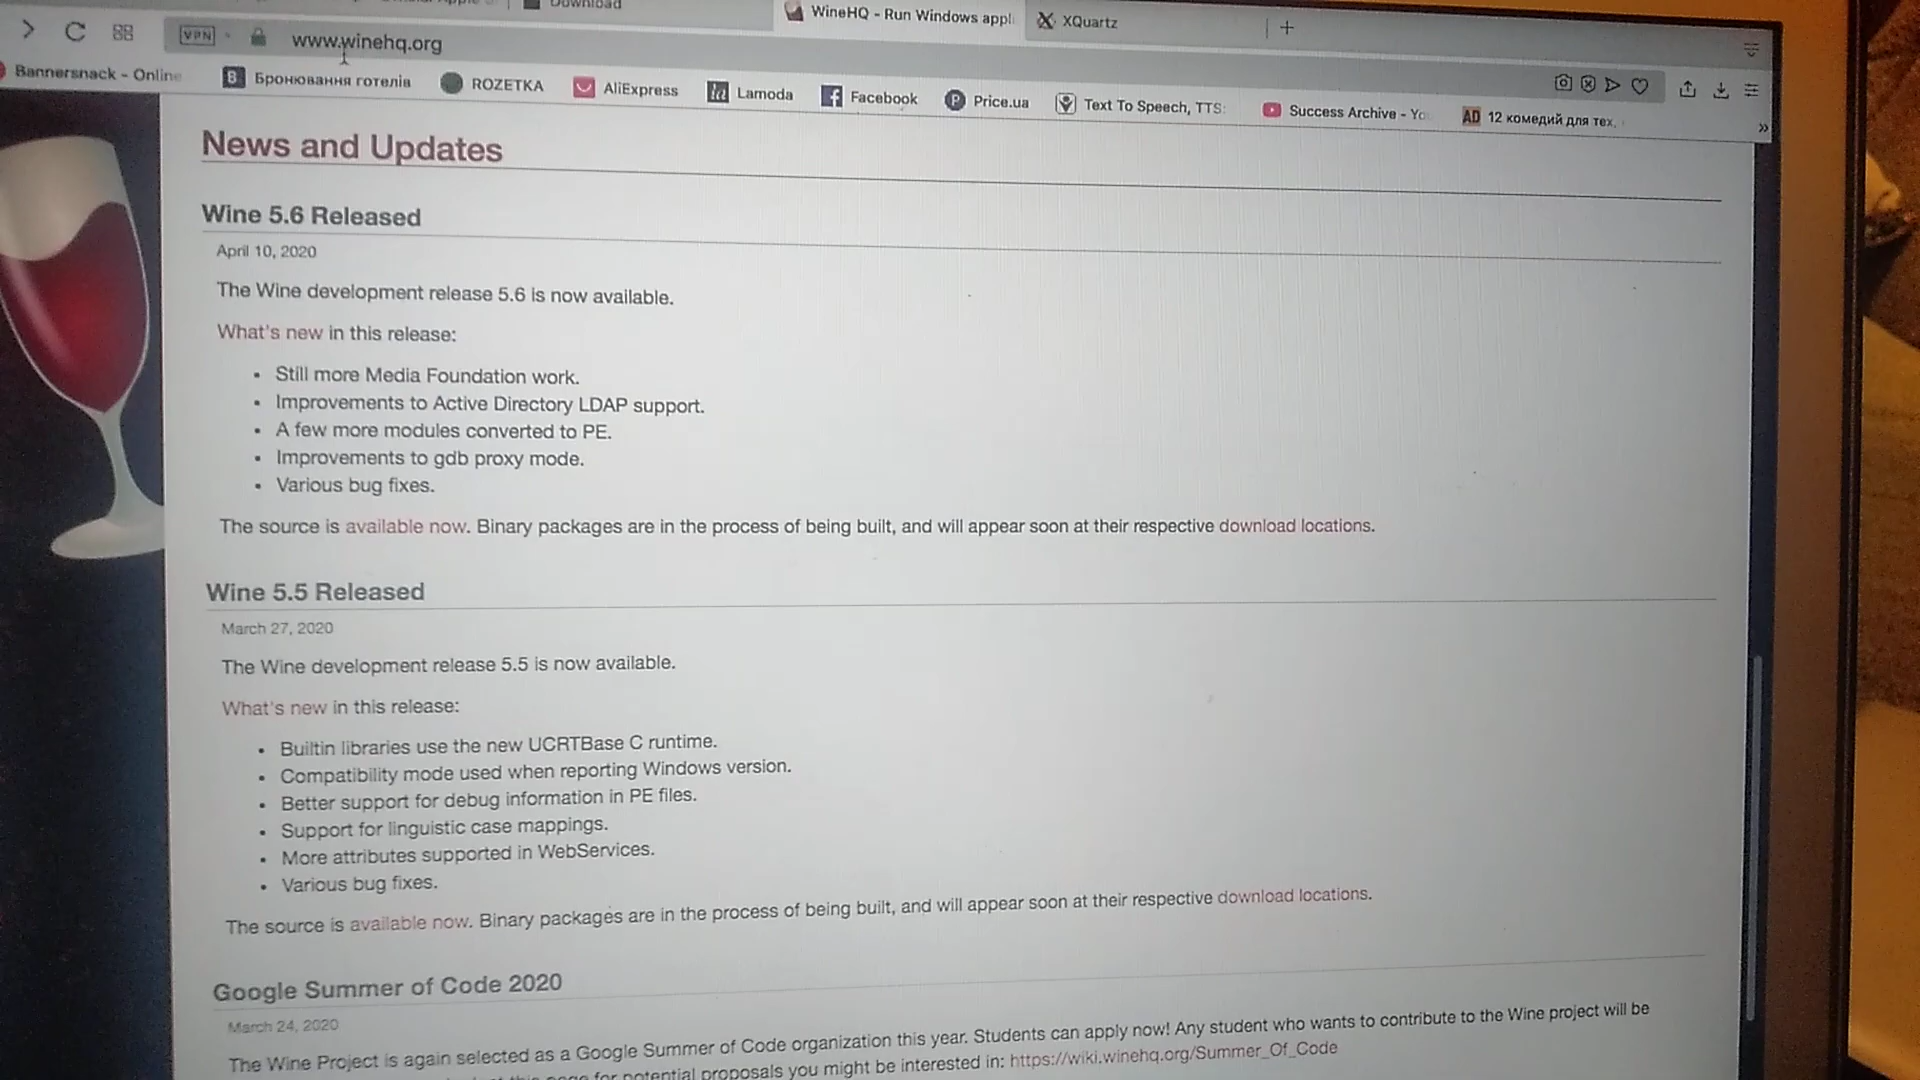 Download
WineHQ - Run Windows appl
XQuartz
VPN
www.winehq.org
Bannersnack - Online
B Бронювання готелів
ROZETKA
AliExpress
ld Lamoda
Facebook
P Price.ua
Text To Speech, TTS:
Success Archive - Yo
AD 12 комедий для тех,
News and Updates
Wine 5.6 Released
April 10, 2020
The Wine development release 5.6 is now available.
What's new in this release:
• Still more Media Foundation work.
• Improvements to Active Directory LDAP support.
• A few more modules converted to PE.
• Improvements to gdb proxy mode.
• Various bug fixes.
The source is available now. Binary packages are in the process of being built, and will appear soon at their respective download locations.
Wine 5.5 Released
March 27, 2020
The Wine development release 5.5 is now available.
What's new in this release:
• Builtin libraries use the new UCRTBase C runtime.
• Compatibility mode used when reporting Windows version.
• Better support for debug information in PE files.
• Support for linguistic case mappings.
• More attributes supported in WebServices.
• Various bug fixes.
The source is available now. Binary packages are in the process of being built, and will appear soon at their respective download locations.
Google Summer of Code 2020
March 24, 2020
The Wine Project is again selected as a Google Summer of Code organization this year. Students can apply now! Any student who wants to contribute to the Wine project will be
page for potential proposals you might be interested in: https://wiki.winehq.org/Summer_Of_Code